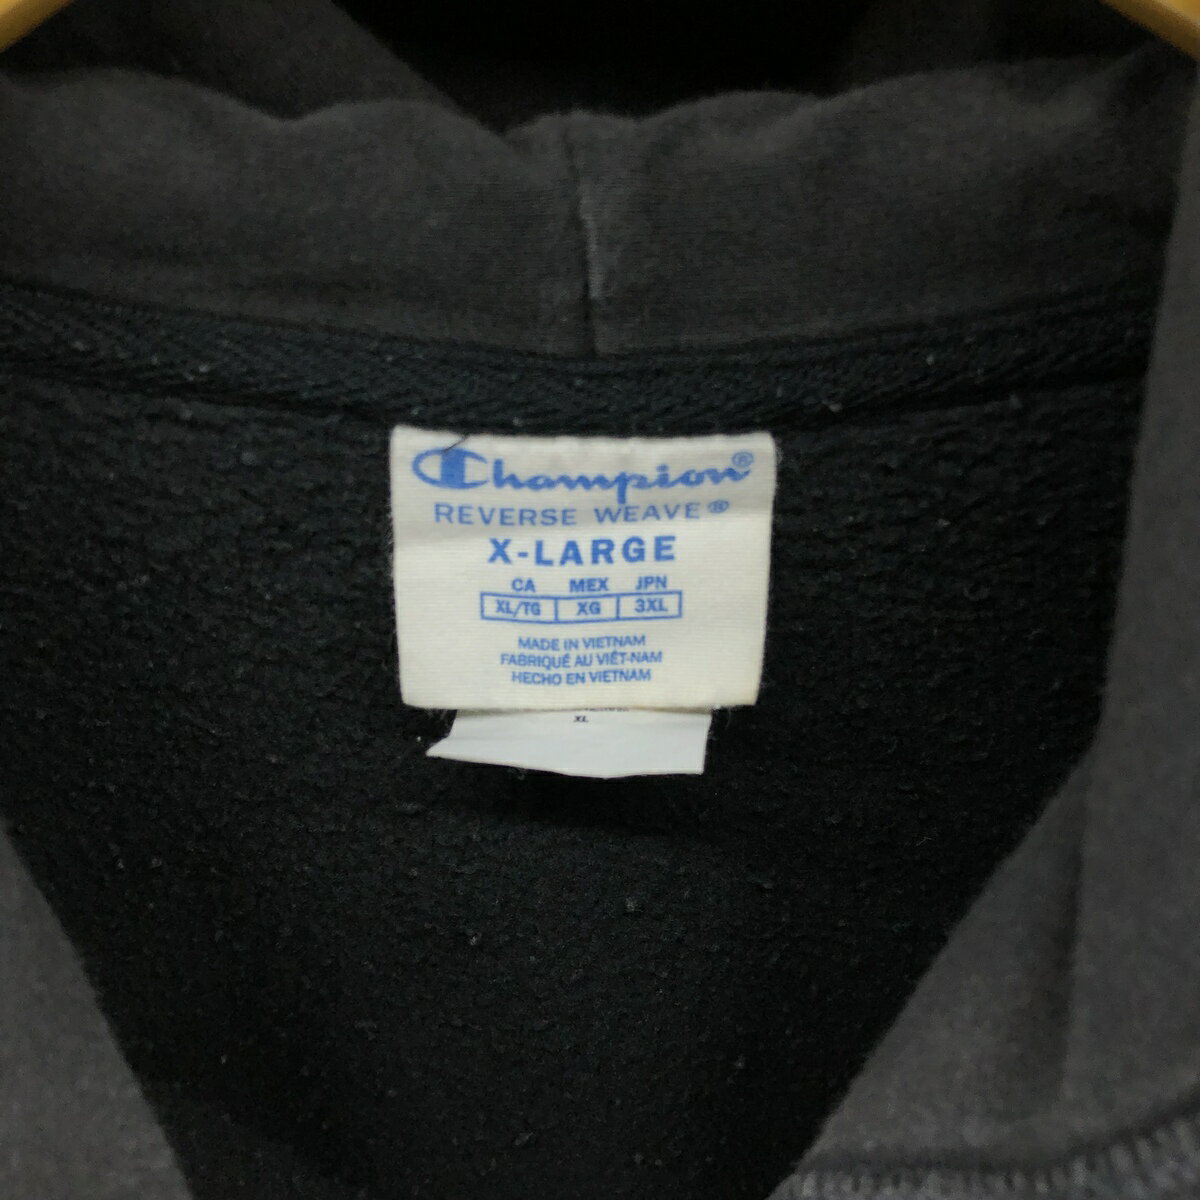 Champion®
REVERSE WEAVE®
X-LARGE
CA MEX JPN
XL/TG XG 3XL
MADE IN VIETNAM
FABRIQUÉ AU VIÊT-NAM
HECHO EN VIETNAM
XL